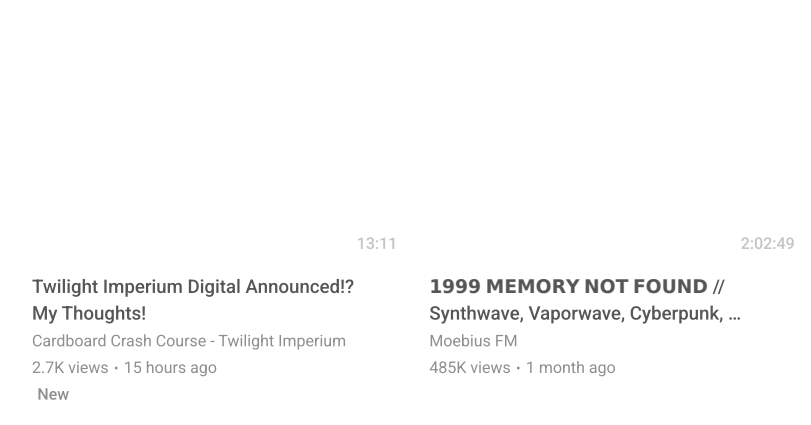 13:11
Twilight Imperium Digital Announced!?
My Thoughts!
Cardboard Crash Course - Twilight Imperium
2.7K views • 15 hours ago
New
2:02:49
𝟭𝟵𝟵𝟵 𝗠𝗘𝗠𝗢𝗥𝗬 𝗡𝗢𝗧 𝗙𝗢𝗨𝗡𝗗 //
Synthwave, Vaporwave, Cyberpunk, ...
Moebius FM
485K views • 1 month ago